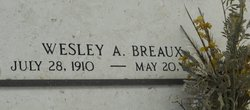 WESLEY A. BREAUX
JULY 28, 1910 — MAY 20,